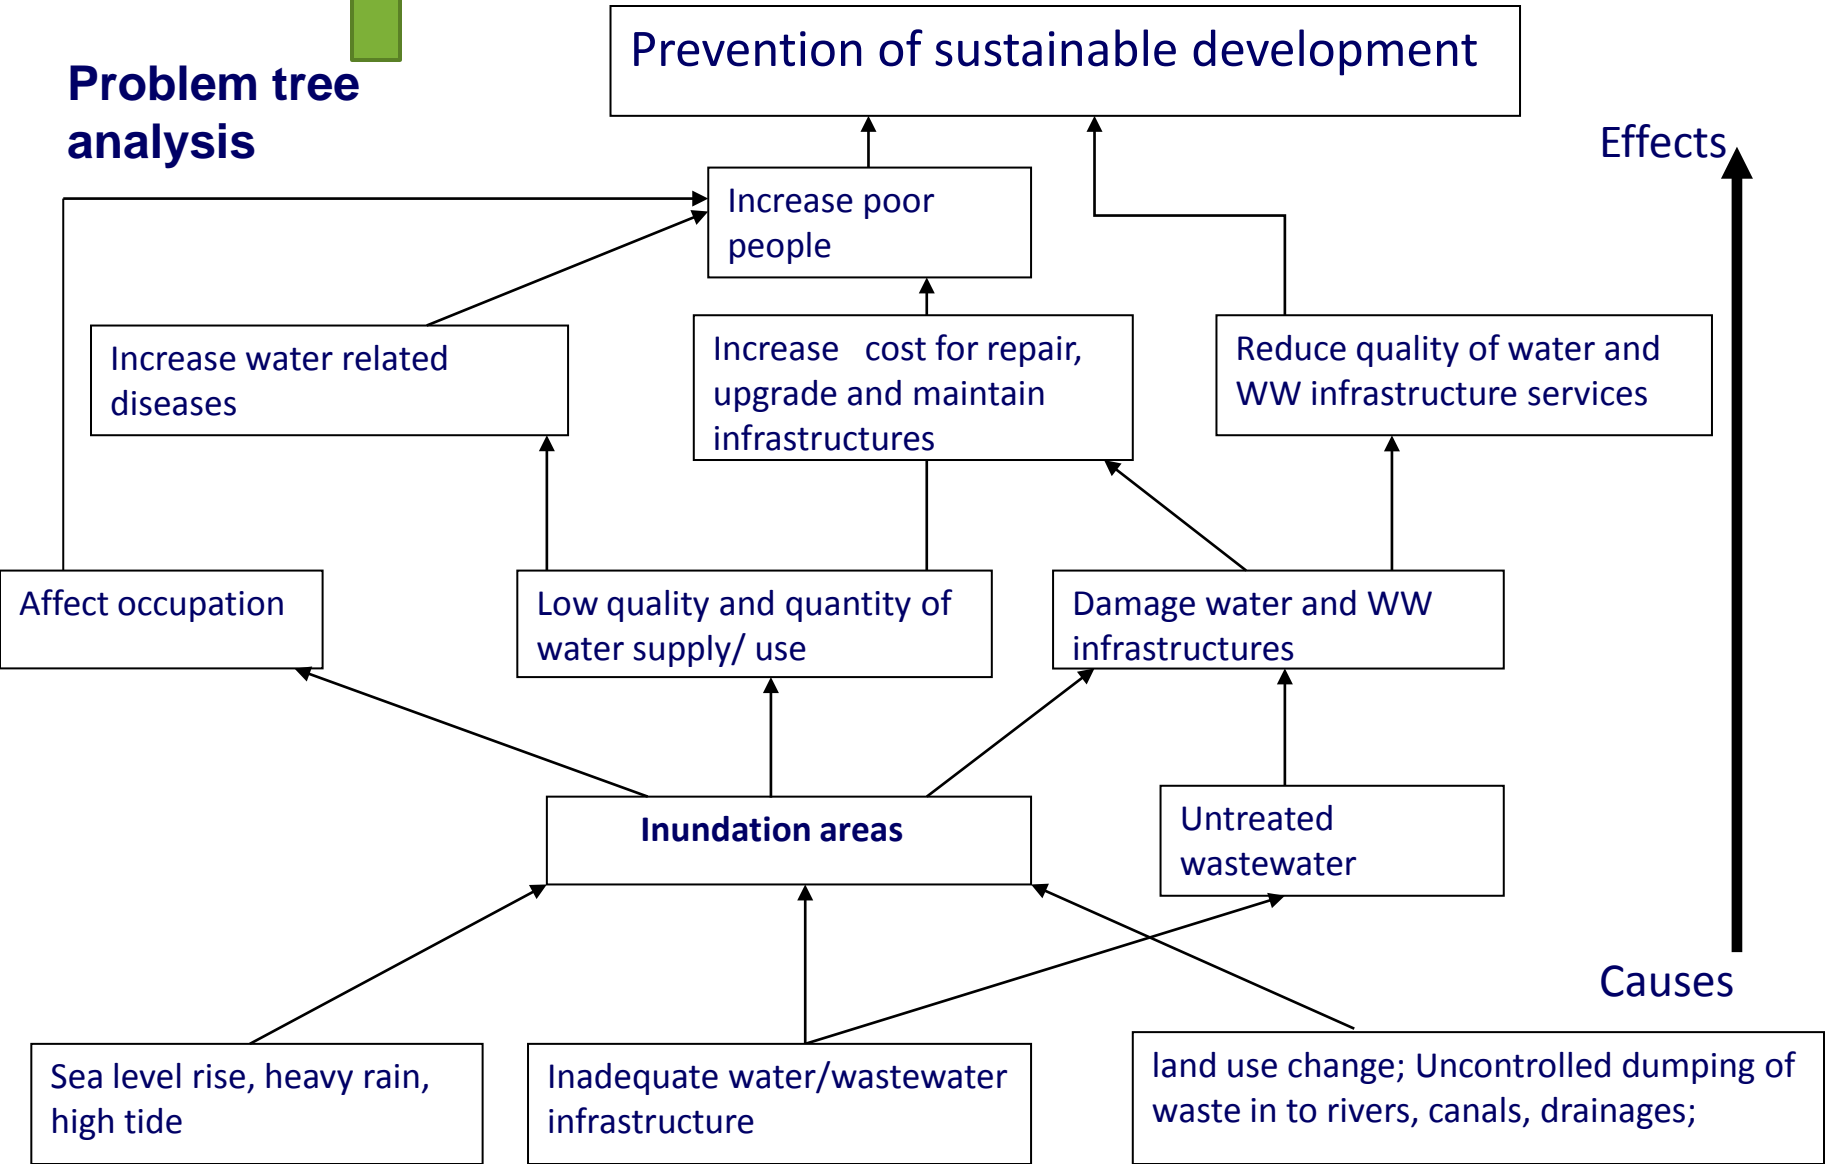 Problem tree
analysis
Prevention of sustainable development
Effects
Increase poor
people
Increase water related
diseases
Increase   cost for repair,
upgrade and maintain
infrastructures
Reduce quality of water and
WW infrastructure services
Affect occupation
Low quality and quantity of
water supply/ use
Damage water and WW
infrastructures
Inundation areas
Untreated
wastewater
Causes
Sea level rise, heavy rain,
high tide
Inadequate water/wastewater
infrastructure
land use change; Uncontrolled dumping of
waste in to rivers, canals, drainages;